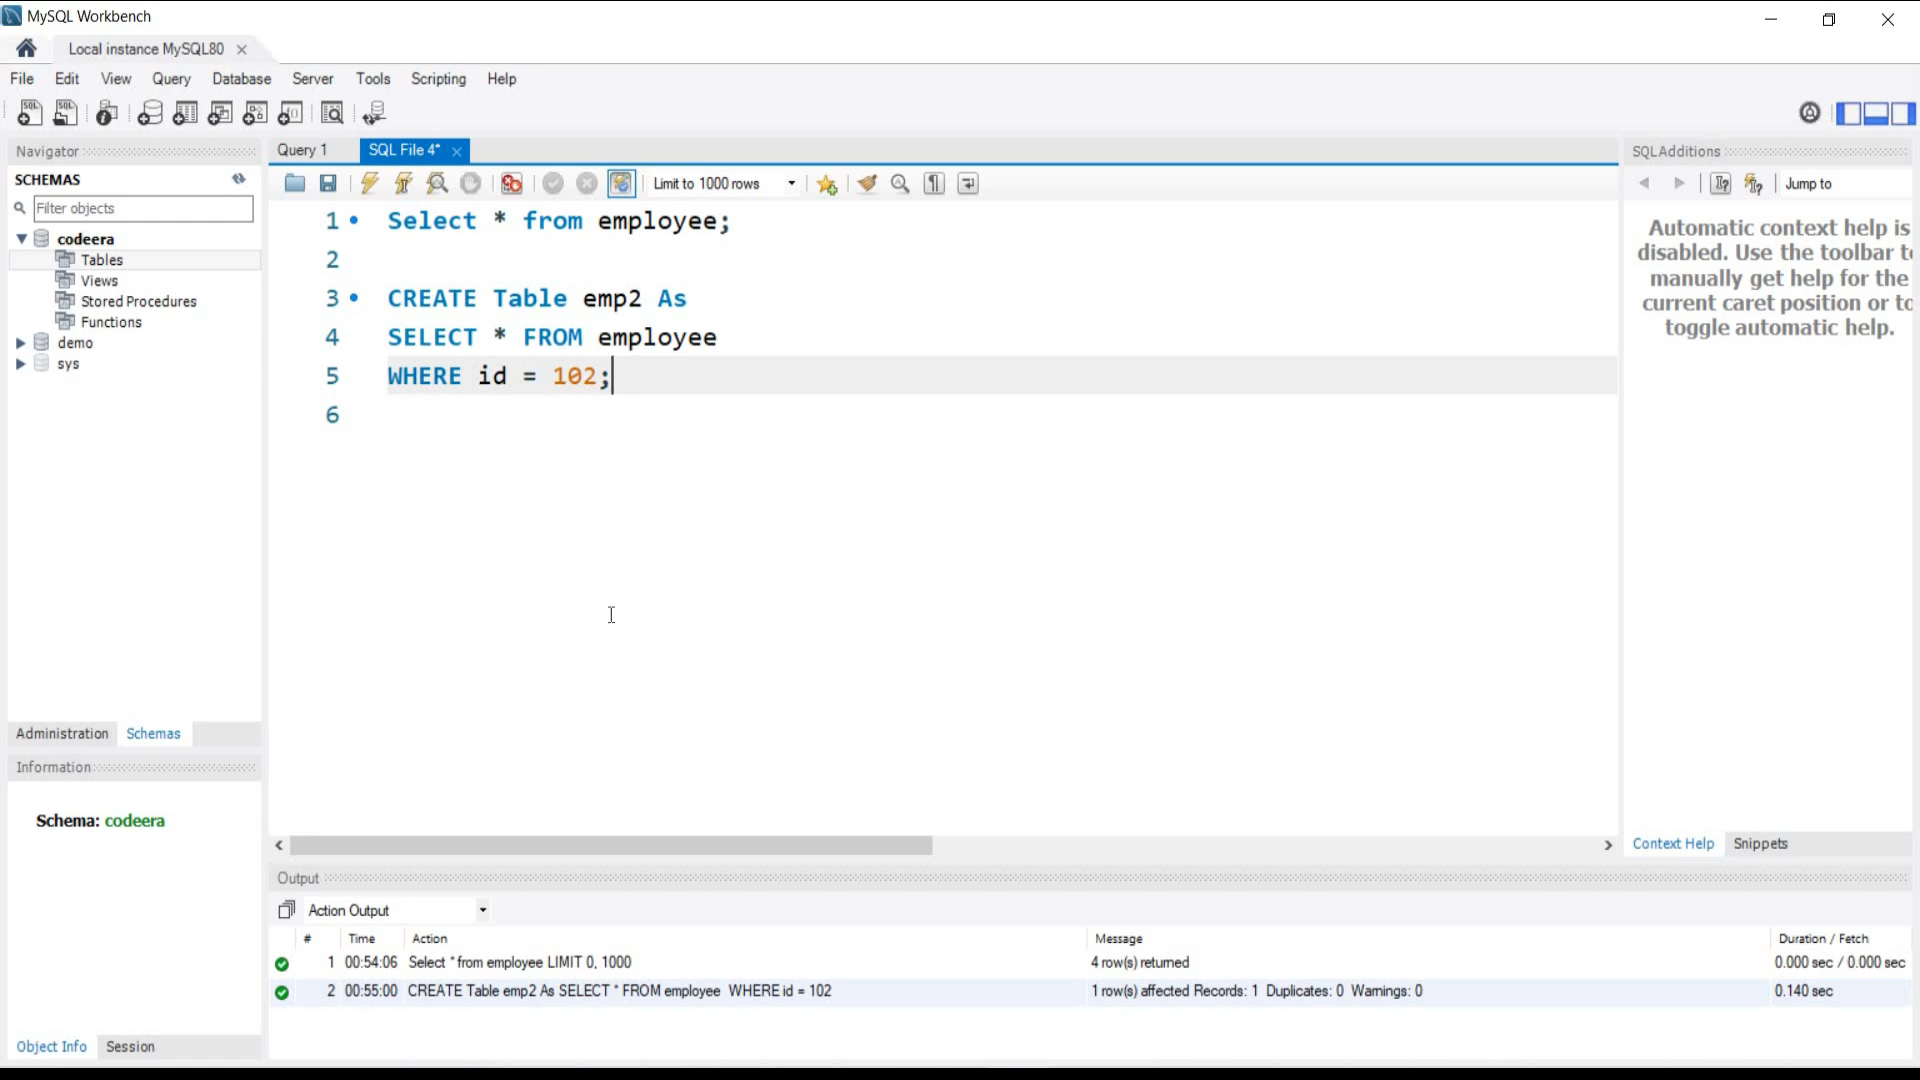 MySQL Workbench
Local instance MySQL80
File Edit View Query Database Server Tools Scripting Help
Navigator
SCHEMAS
Filter objects
codeera
Tables
Views
Stored Procedures
Functions
demo
sys
Administration Schemas
Information
Schema: codeera
Object Info Session
Query 1 SQL File 4*
Limit to 1000 rows
1 Select * from employee;
2
3 CREATE Table emp2 As
4 SELECT * FROM employee
5 WHERE id = 102;
6
SQLAdditions
Jump to
Automatic context help is
disabled. Use the toolbar
manually get help for the
current caret position or
toggle automatic help.
Context Help Snippets
Output
Action Output
# Time Action Message Duration / Fetch
1 00:54:06 Select * from employee LIMIT 0, 1000 4 row(s) returned 0.000 sec / 0.000 sec
2 00:55:00 CREATE Table emp2 As SELECT * FROM employee WHERE id = 102 1 row(s) affected Records: 1 Duplicates: 0 Warnings: 0 0.140 sec